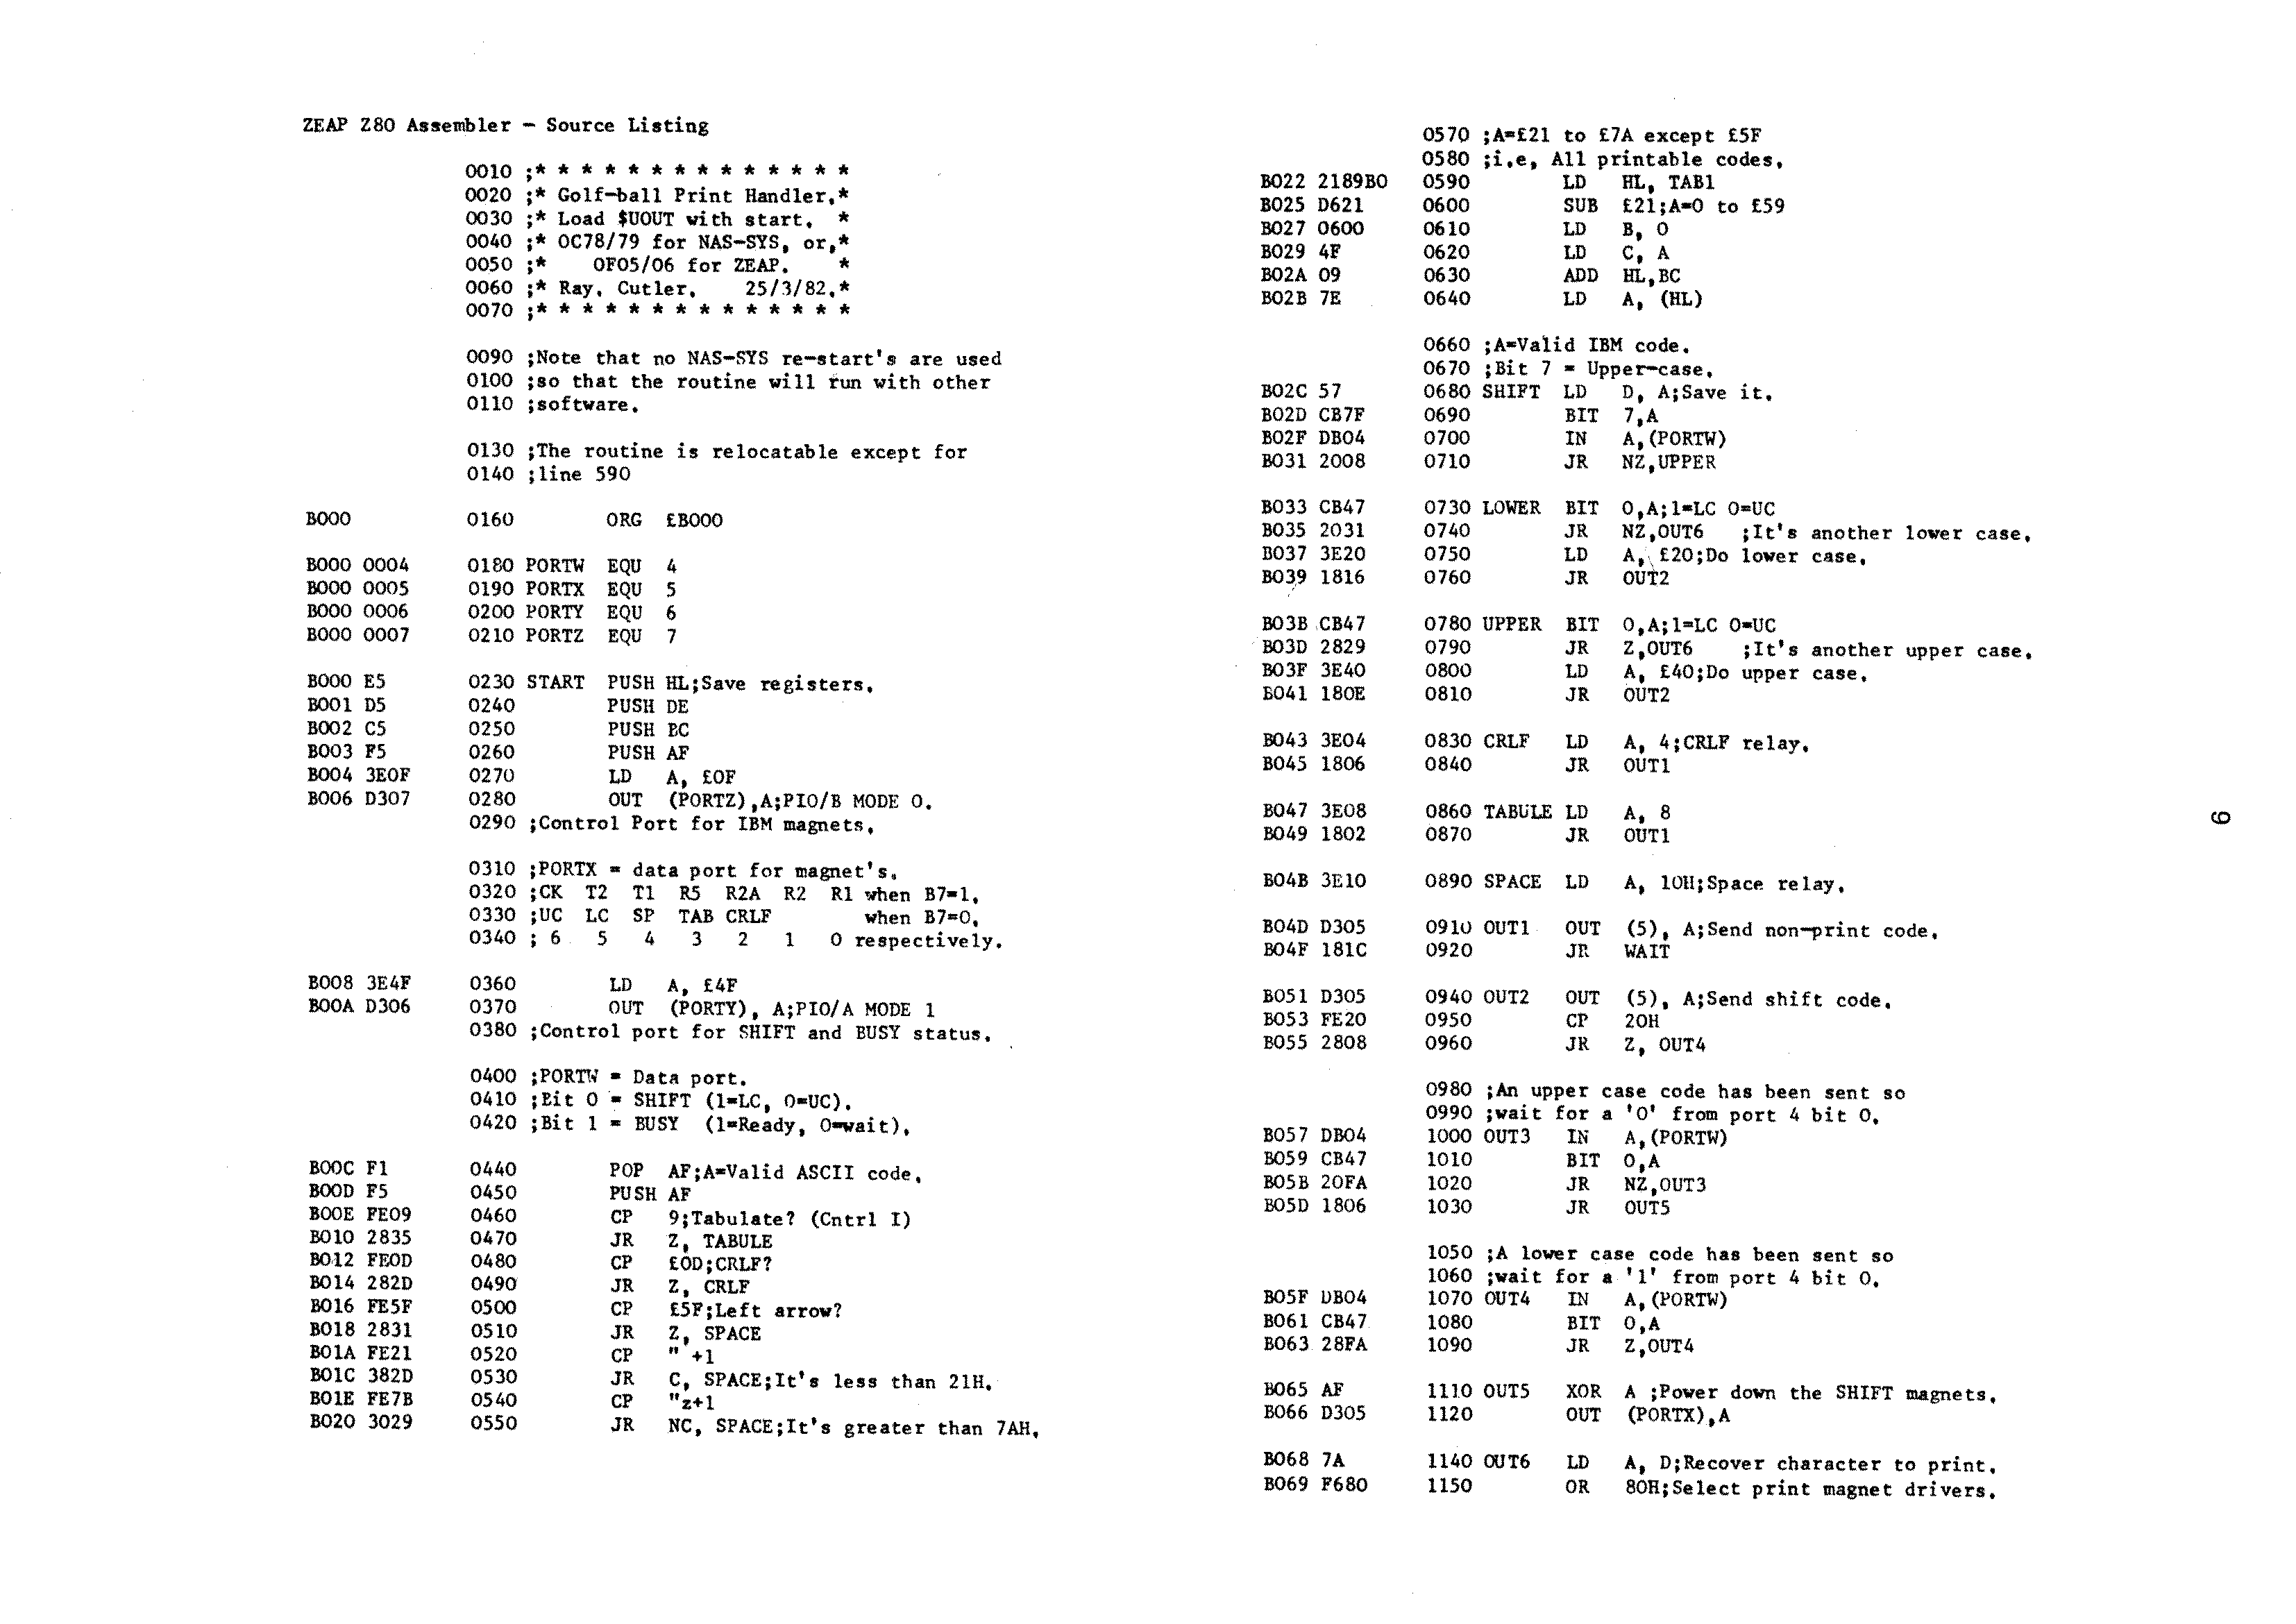 ZEAP Z80 Assembler - Source Listing
0010 ;* * * * * * * * * * * * * *
0020 ;* Golf-ball Print Handler.*
0030 ;* Load $UOUT with start. *
0040 ;* 0C78/79 for NAS-SYS, or,*
0050 ;* 0F05/06 for ZEAP. *
0060 ;* Ray. Cutler. 25/3/82.*
0070 ;* * * * * * * * * * * * * *
0090 ;Note that no NAS-SYS re-start's are used
0100 ;so that the routine will run with other
0110 ;software.
0130 ;The routine is relocatable except for
0140 ;line 590
B000 0160 ORG £B000
B000 0004 0180 PORTW EQU 4
B000 0005 0190 PORTX EQU 5
B000 0006 0200 PORTY EQU 6
B000 0007 0210 PORTZ EQU 7
B000 E5 0230 START PUSH HL;Save registers.
B001 D5 0240 PUSH DE
B002 C5 0250 PUSH BC
B003 F5 0260 PUSH AF
B004 3E0F 0270 LD A, £0F
B006 D307 0280 OUT (PORTZ),A;PIO/B MODE 0.
0290 ;Control Port for IBM magnets.
0310 ;PORTX = data port for magnet's.
0320 ;CK T2 T1 R5 R2A R2 R1 when B7=1.
0330 ;UC LC SP TAB CRLF when B7=0.
0340 ; 6 5 4 3 2 1 0 respectively.
B008 3E4F 0360 LD A, £4F
B00A D306 0370 OUT (PORTY), A;PIO/A MODE 1
0380 ;Control port for SHIFT and BUSY status.
0400 ;PORTW = Data port.
0410 ;Bit 0 = SHIFT (1=LC, 0=UC).
0420 ;Bit 1 = BUSY (1=Ready, 0=wait).
B00C F1 0440 POP AF;A=Valid ASCII code.
B00D F5 0450 PUSH AF
B00E FE09 0460 CP 9;Tabulate? (Cntrl I)
B010 2835 0470 JR Z, TABULE
B012 FE0D 0480 CP £0D;CRLF?
B014 282D 0490 JR Z, CRLF
B016 FE5F 0500 CP £5F;Left arrow?
B018 2831 0510 JR Z, SPACE
B01A FE21 0520 CP " +1
B01C 382D 0530 JR C, SPACE;It's less than 21H.
B01E FE7B 0540 CP "z+1
B020 3029 0550 JR NC, SPACE;It's greater than 7AH.
0570 ;A=£21 to £7A except £5F
0580 ;i.e, All printable codes.
B022 2189B0 0590 LD HL, TAB1
B025 D621 0600 SUB £21;A=0 to £59
B027 0600 0610 LD B, 0
B029 4F 0620 LD C, A
B02A 09 0630 ADD HL,BC
B02B 7E 0640 LD A, (HL)
0660 ;A=Valid IBM code.
0670 ;Bit 7 = Upper-case.
B02C 57 0680 SHIFT LD D, A;Save it.
B02D CB7F 0690 BIT 7,A
B02F DB04 0700 IN A,(PORTW)
B031 2008 0710 JR NZ,UPPER
B033 CB47 0730 LOWER BIT 0,A;1=LC 0=UC
B035 2031 0740 JR NZ,OUT6 ;It's another lower case.
B037 3E20 0750 LD A, £20;Do lower case.
B039 1816 0760 JR OUT2
B03B CB47 0780 UPPER BIT 0,A;1=LC 0=UC
B03D 2829 0790 JR Z,OUT6 ;It's another upper case.
B03F 3E40 0800 LD A, £40;Do upper case.
B041 180E 0810 JR OUT2
B043 3E04 0830 CRLF LD A, 4;CRLF relay.
B045 1806 0840 JR OUT1
B047 3E08 0860 TABULE LD A, 8
B049 1802 0870 JR OUT1
B04B 3E10 0890 SPACE LD A, 10H;Space relay.
B04D D305 0910 OUT1 OUT (5), A;Send non-print code.
B04F 181C 0920 JR WAIT
B051 D305 0940 OUT2 OUT (5), A;Send shift code.
B053 FE20 0950 CP 20H
B055 2808 0960 JR Z, OUT4
0980 ;An upper case code has been sent so
0990 ;wait for a '0' from port 4 bit 0.
B057 DB04 1000 OUT3 IN A,(PORTW)
B059 CB47 1010 BIT 0,A
B05B 20FA 1020 JR NZ,OUT3
B05D 1806 1030 JR OUT5
1050 ;A lower case code has been sent so
1060 ;wait for a '1' from port 4 bit 0.
B05F DB04 1070 OUT4 IN A,(PORTW)
B061 CB47 1080 BIT 0,A
B063 28FA 1090 JR Z,OUT4
B065 AF 1110 OUT5 XOR A ;Power down the SHIFT magnets.
B066 D305 1120 OUT (PORTX),A
B068 7A 1140 OUT6 LD A, D;Recover character to print.
B069 F680 1150 OR 80H;Select print magnet drivers.
9